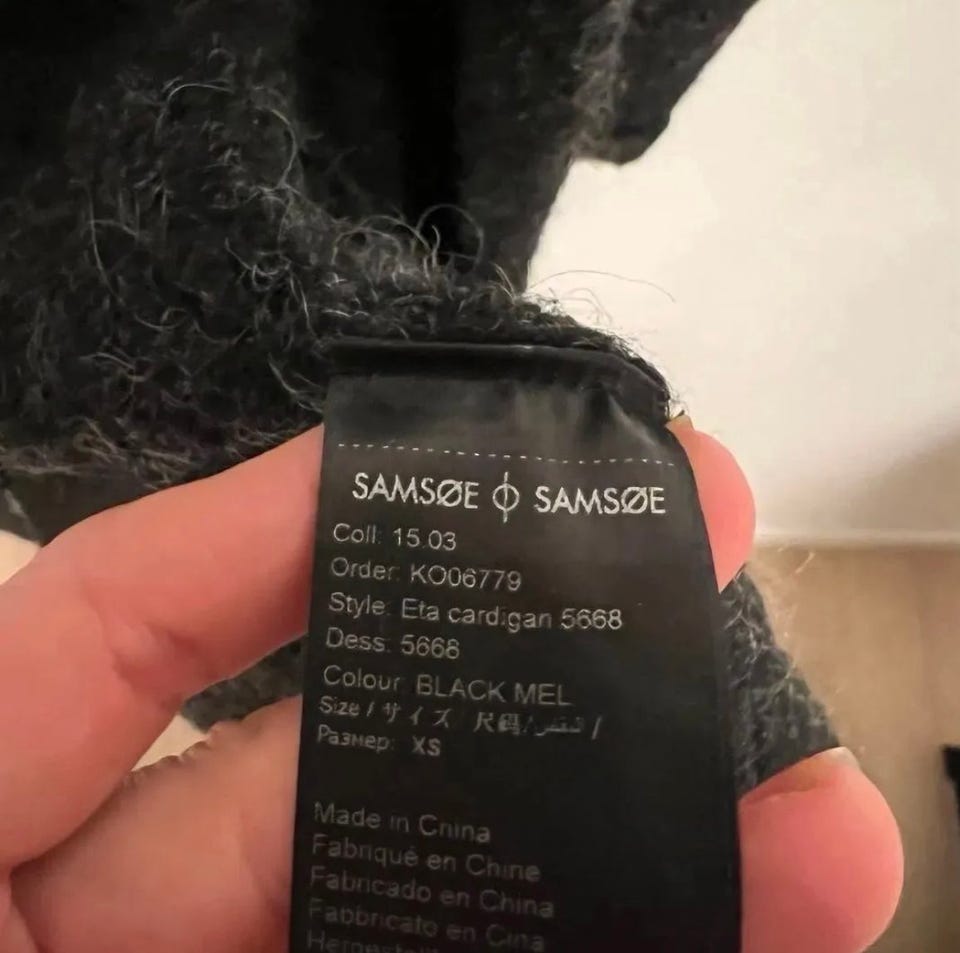 SAMSØE ϕ SAMSØE
Coll: 15.03
Order: KO06779
Style: Eta cardigan 5668
Dess: 5668
Colour: BLACK MEL
Size / サイズ 尺码/ /
Размер: XS
Made in China
Fabriqué en Chine
Fabricado en China
Fabbricato en Cina